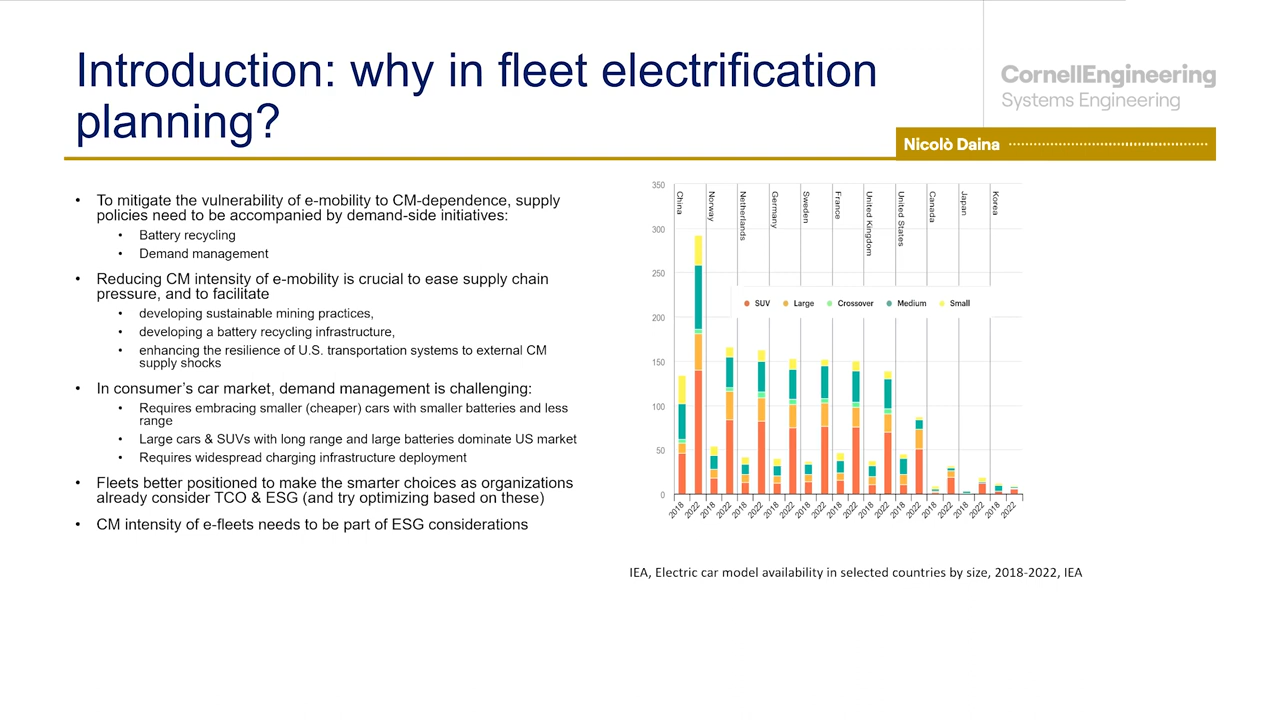 Introduction: why in fleet electrification
planning?
CornellEngineering
Systems Engineering
Nicolò Daina
• To mitigate the vulnerability of e-mobility to CM-dependence, supply
policies need to be accompanied by demand-side initiatives:
• Battery recycling
• Demand management
• Reducing CM intensity of e-mobility is crucial to ease supply chain
pressure, and to facilitate
• developing sustainable mining practices,
• developing a battery recycling infrastructure,
• enhancing the resilience of U.S. transportation systems to external CM
supply shocks
• In consumer's car market, demand management is challenging:
• Requires embracing smaller (cheaper) cars with smaller batteries and less
range
• Large cars & SUVs with long range and large batteries dominate US market
• Requires widespread charging infrastructure deployment
• Fleets better positioned to make the smarter choices as organizations
already consider TCO & ESG (and try optimizing based on these)
• CM intensity of e-fleets needs to be part of ESG considerations
350
300
250
200
150
100
50
0
China
Norway
Netherlands
Germany
Sweden
France
United Kingdom
United States
Canada
Japan
Korea
SUV Large Crossover Medium Small
2018 2022 2018 2022 2018 2022 2018 2022 2018 2022 2018 2022 2018 2022 2018 2022 2018 2022 2018 2022 2018 2022
IEA, Electric car model availability in selected countries by size, 2018-2022, IEA